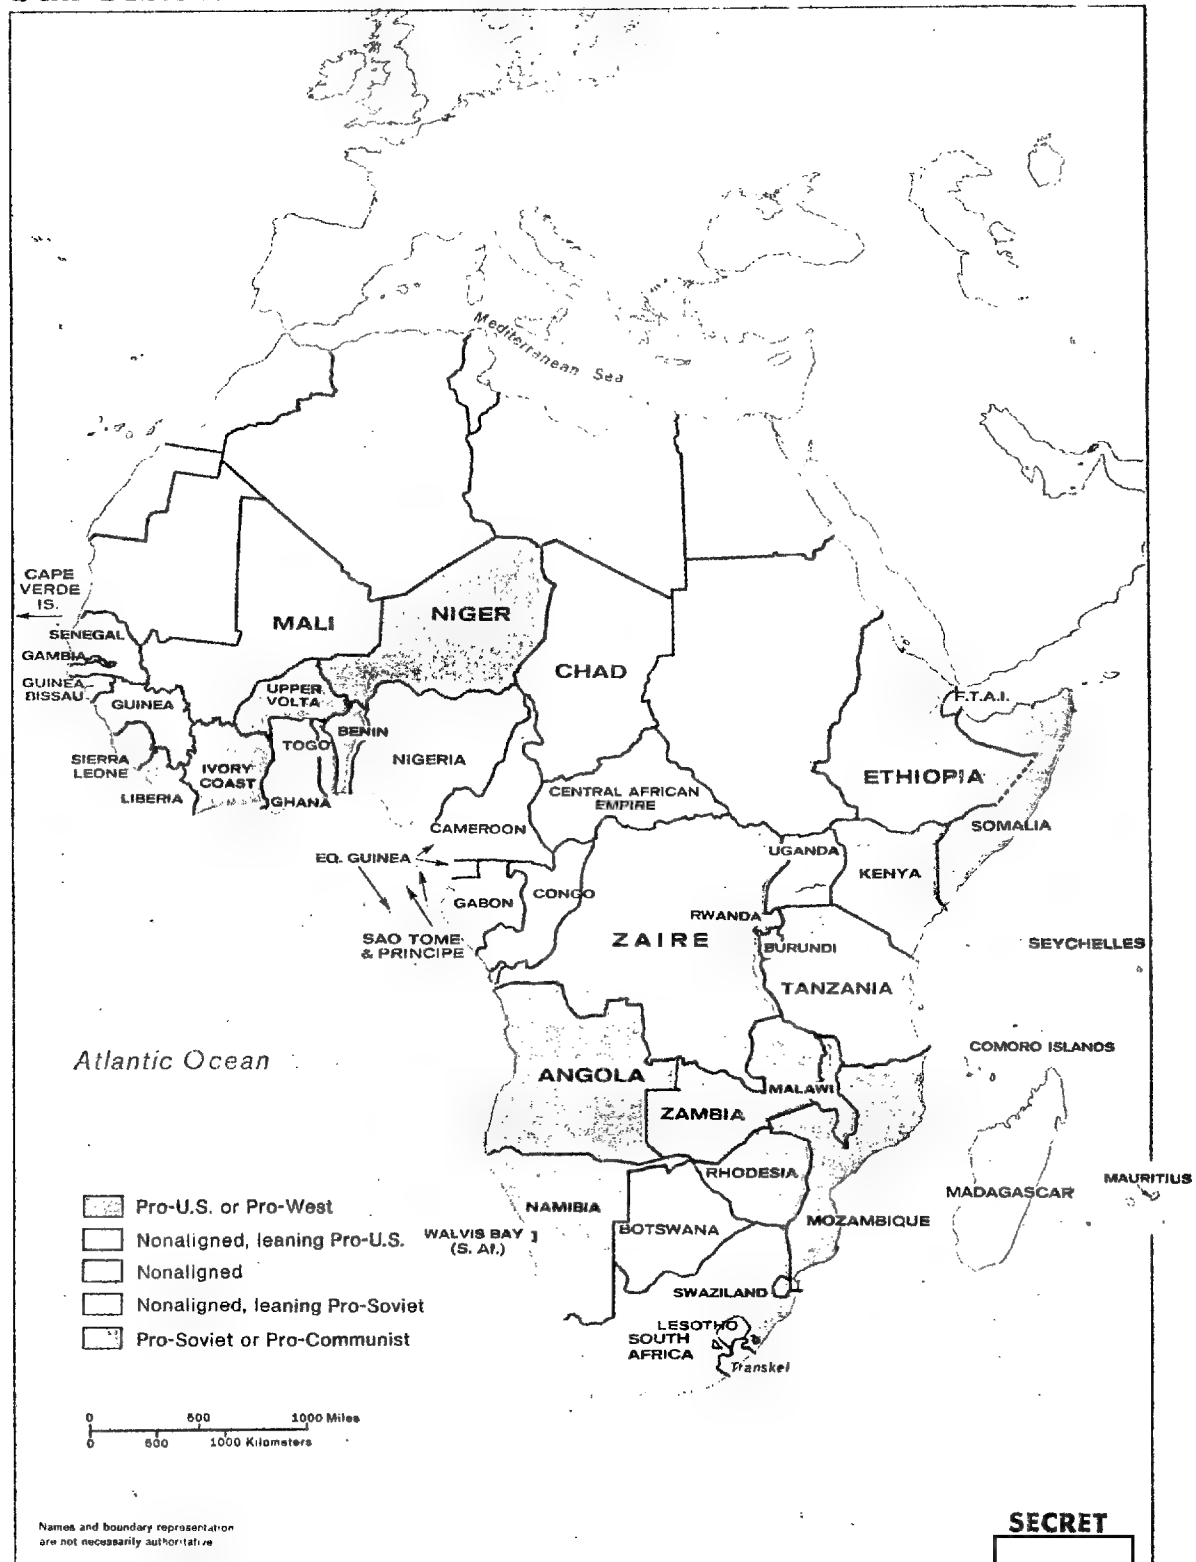 Mediterranean Sea
CAPE
VERDE
IS.
MALI
NIGER
CHAD
SENEGAL
GAMBIA
GUINEA-
BISSAU
GUINEA
UPPER
VOLTA
BENIN
TOGO
NIGERIA
SIERRA
LEONE
IVORY
COAST
LIBERIA
GHANA
F.T.A.I.
ETHIOPIA
CENTRAL AFRICAN
EMPIRE
SOMALIA
CAMEROON
UGANDA
EQ. GUINEA
KENYA
GABON
CONGO
RWANDA
ZAIRE
BURUNDI
SAO TOME
& PRINCIPE
SEYCHELLES
TANZANIA
Atlantic Ocean
COMORO ISLANDS
ANGOLA
MALAWI
ZAMBIA
RHODESIA
MAURITIUS
MADAGASCAR
NAMIBIA
MOZAMBIQUE
BOTSWANA
WALVIS BAY
(S. Af.)
SWAZILAND
LESOTHO
SOUTH
AFRICA
Transkei
Pro-U.S. or Pro-West
Nonaligned, leaning Pro-U.S.
Nonaligned
Nonaligned, leaning Pro-Soviet
Pro-Soviet or Pro-Communist
0 500 1000 Miles
0 500 1000 Kilometers
Names and boundary representation
are not necessarily authoritative
SECRET